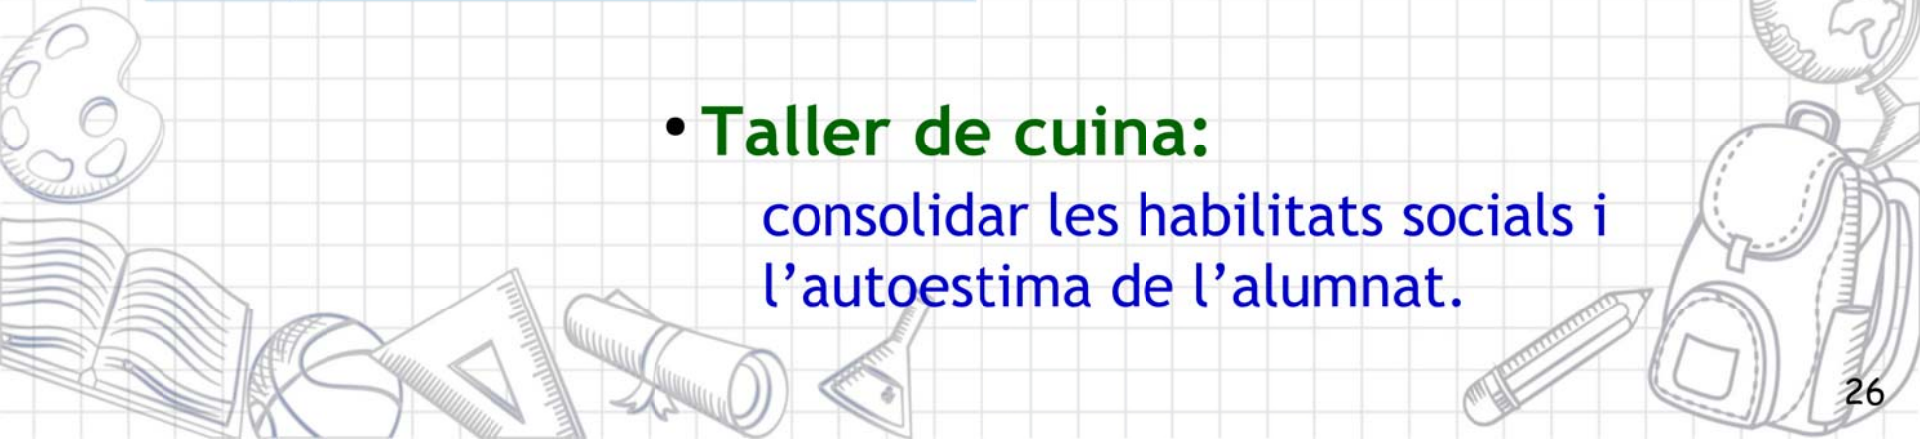 • Taller de cuina:
consolidar les habilitats socials i
l’autoestima de l’alumnat.
26